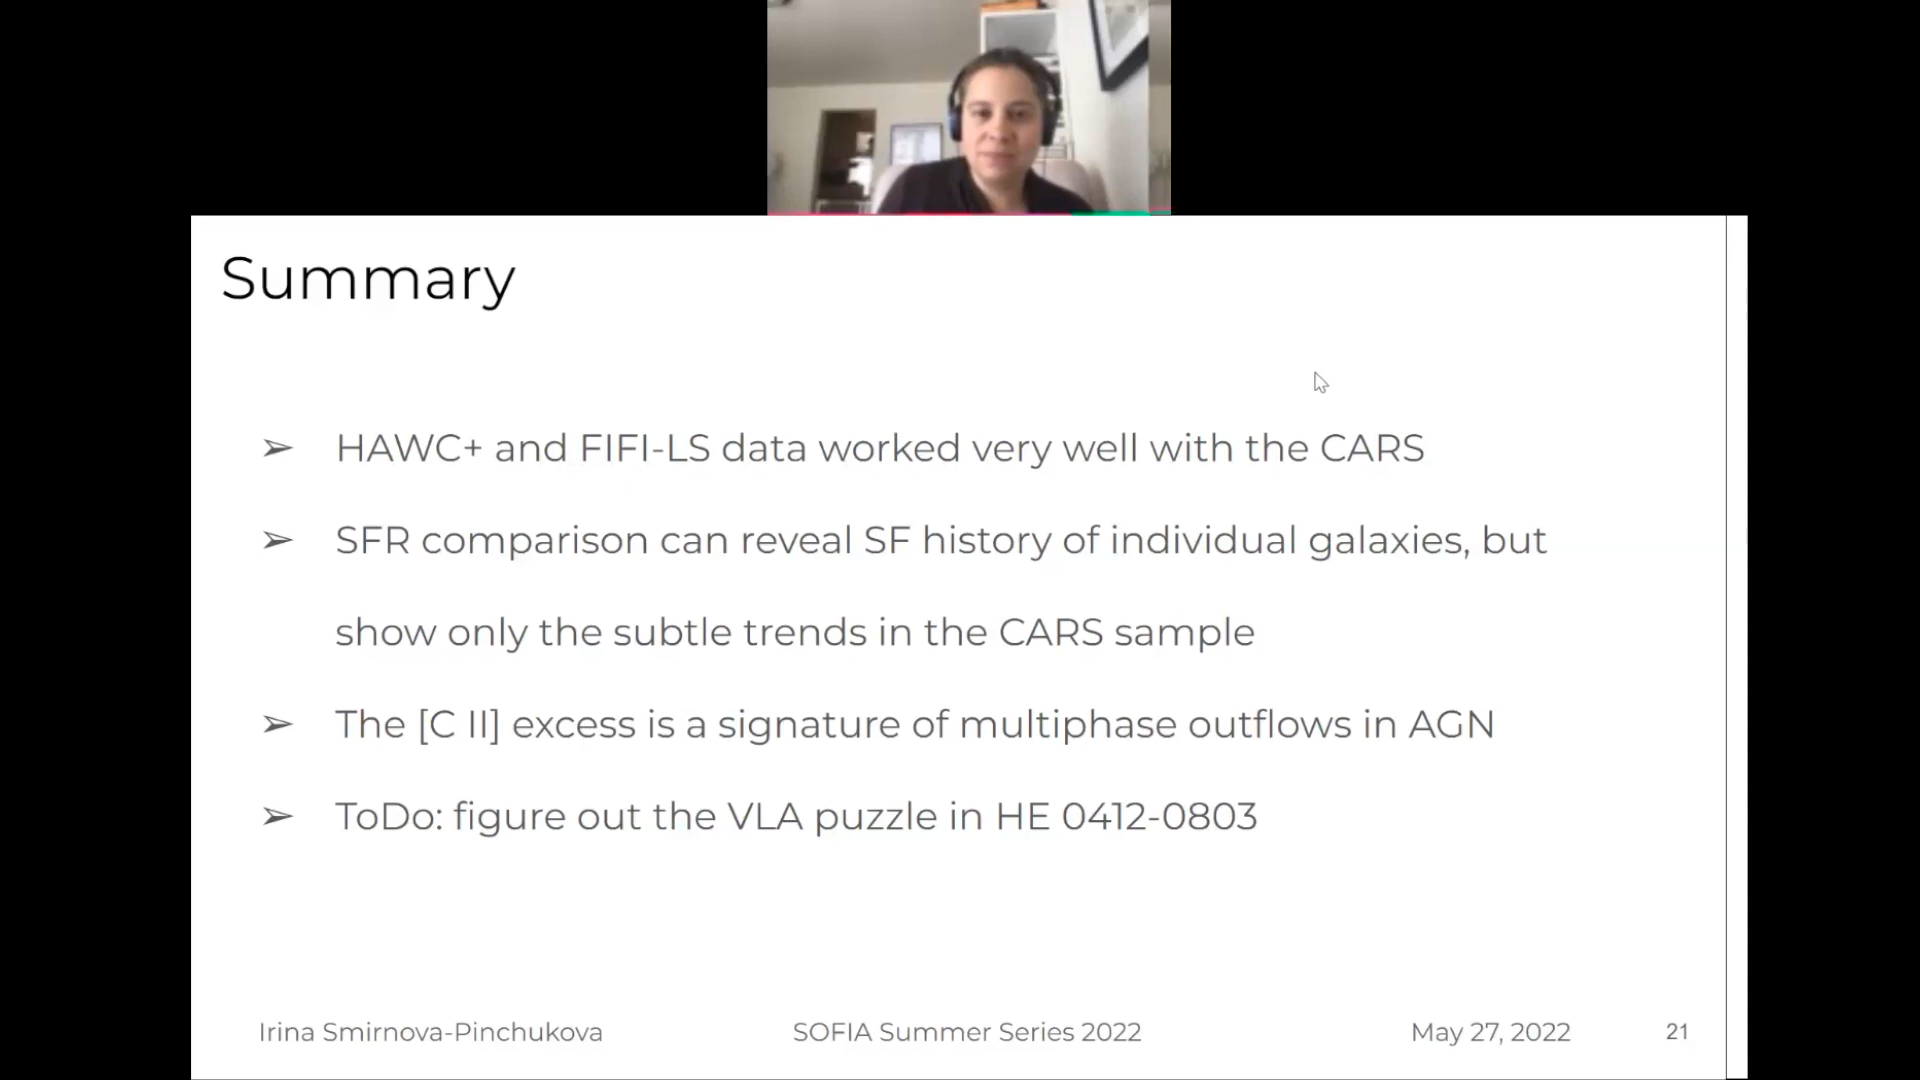 Summary
➢ HAWC+ and FIFI-LS data worked very well with the CARS
➢ SFR comparison can reveal SF history of individual galaxies, but
show only the subtle trends in the CARS sample
➢ The [C II] excess is a signature of multiphase outflows in AGN
➢ ToDo: figure out the VLA puzzle in HE 0412-0803
Irina Smirnova-Pinchukova SOFIA Summer Series 2022 May 27, 2022 21